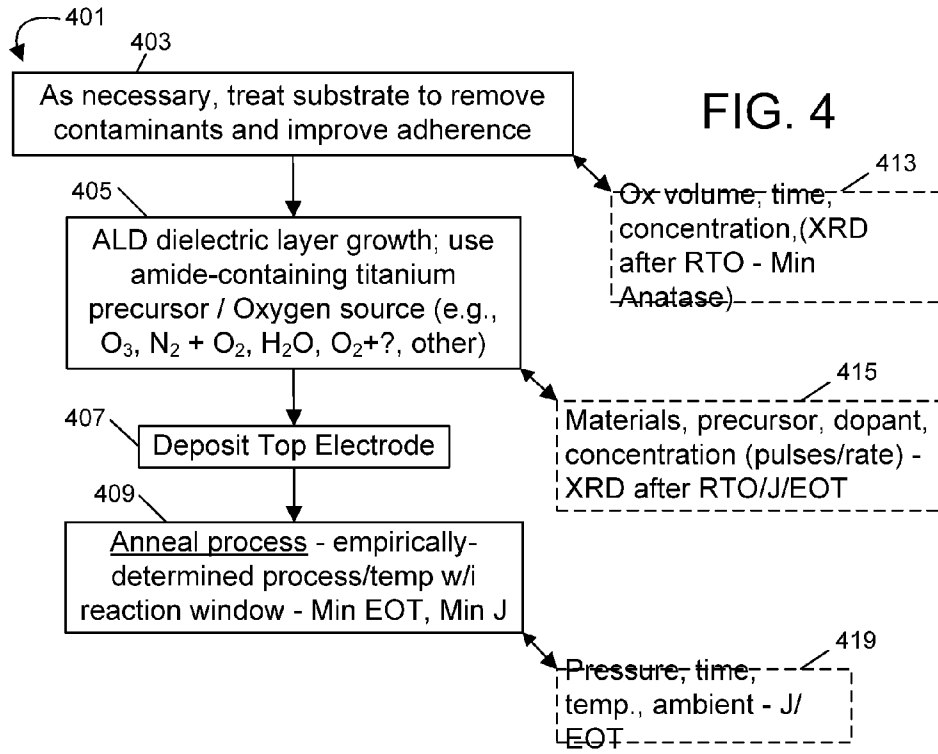 401
403
As necessary, treat substrate to remove
contaminants and improve adherence
FIG. 4
413
Ox volume, time,
concentration,(XRD
after RTO - Min
Anatase)
405
ALD dielectric layer growth; use
amide-containing titanium
precursor / Oxygen source (e.g.,
O₃, N₂ + O₂, H₂O, O₂+?, other)
415
Materials, precursor, dopant,
concentration (pulses/rate) -
XRD after RTO/J/EOT
407
Deposit Top Electrode
409
Anneal process - empirically-
determined process/temp w/i
reaction window - Min EOT, Min J
419
Pressure, time,
temp., ambient - J/
EOT